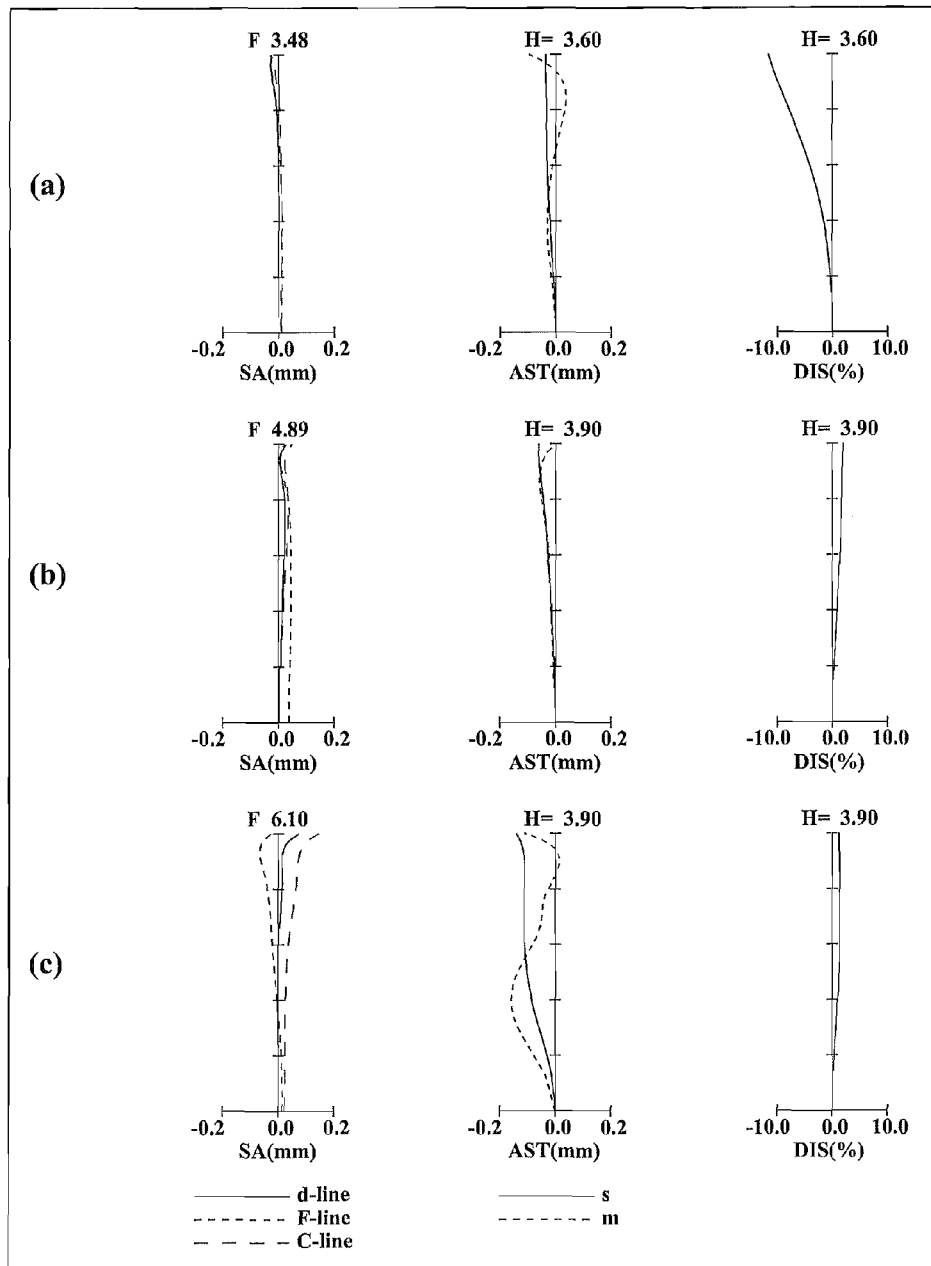 F 3.48 H= 3.60 H= 3.60
(a)
-0.2 0.0 0.2 -0.2 0.0 0.2 -10.0 0.0 10.0
SA(mm) AST(mm) DIS(%)
F 4.89 H= 3.90 H= 3.90
(b)
-0.2 0.0 0.2 -0.2 0.0 0.2 -10.0 0.0 10.0
SA(mm) AST(mm) DIS(%)
F 6.10 H= 3.90 H= 3.90
(c)
-0.2 0.0 0.2 -0.2 0.0 0.2 -10.0 0.0 10.0
SA(mm) AST(mm) DIS(%)
d-line s
F-line m
C-line